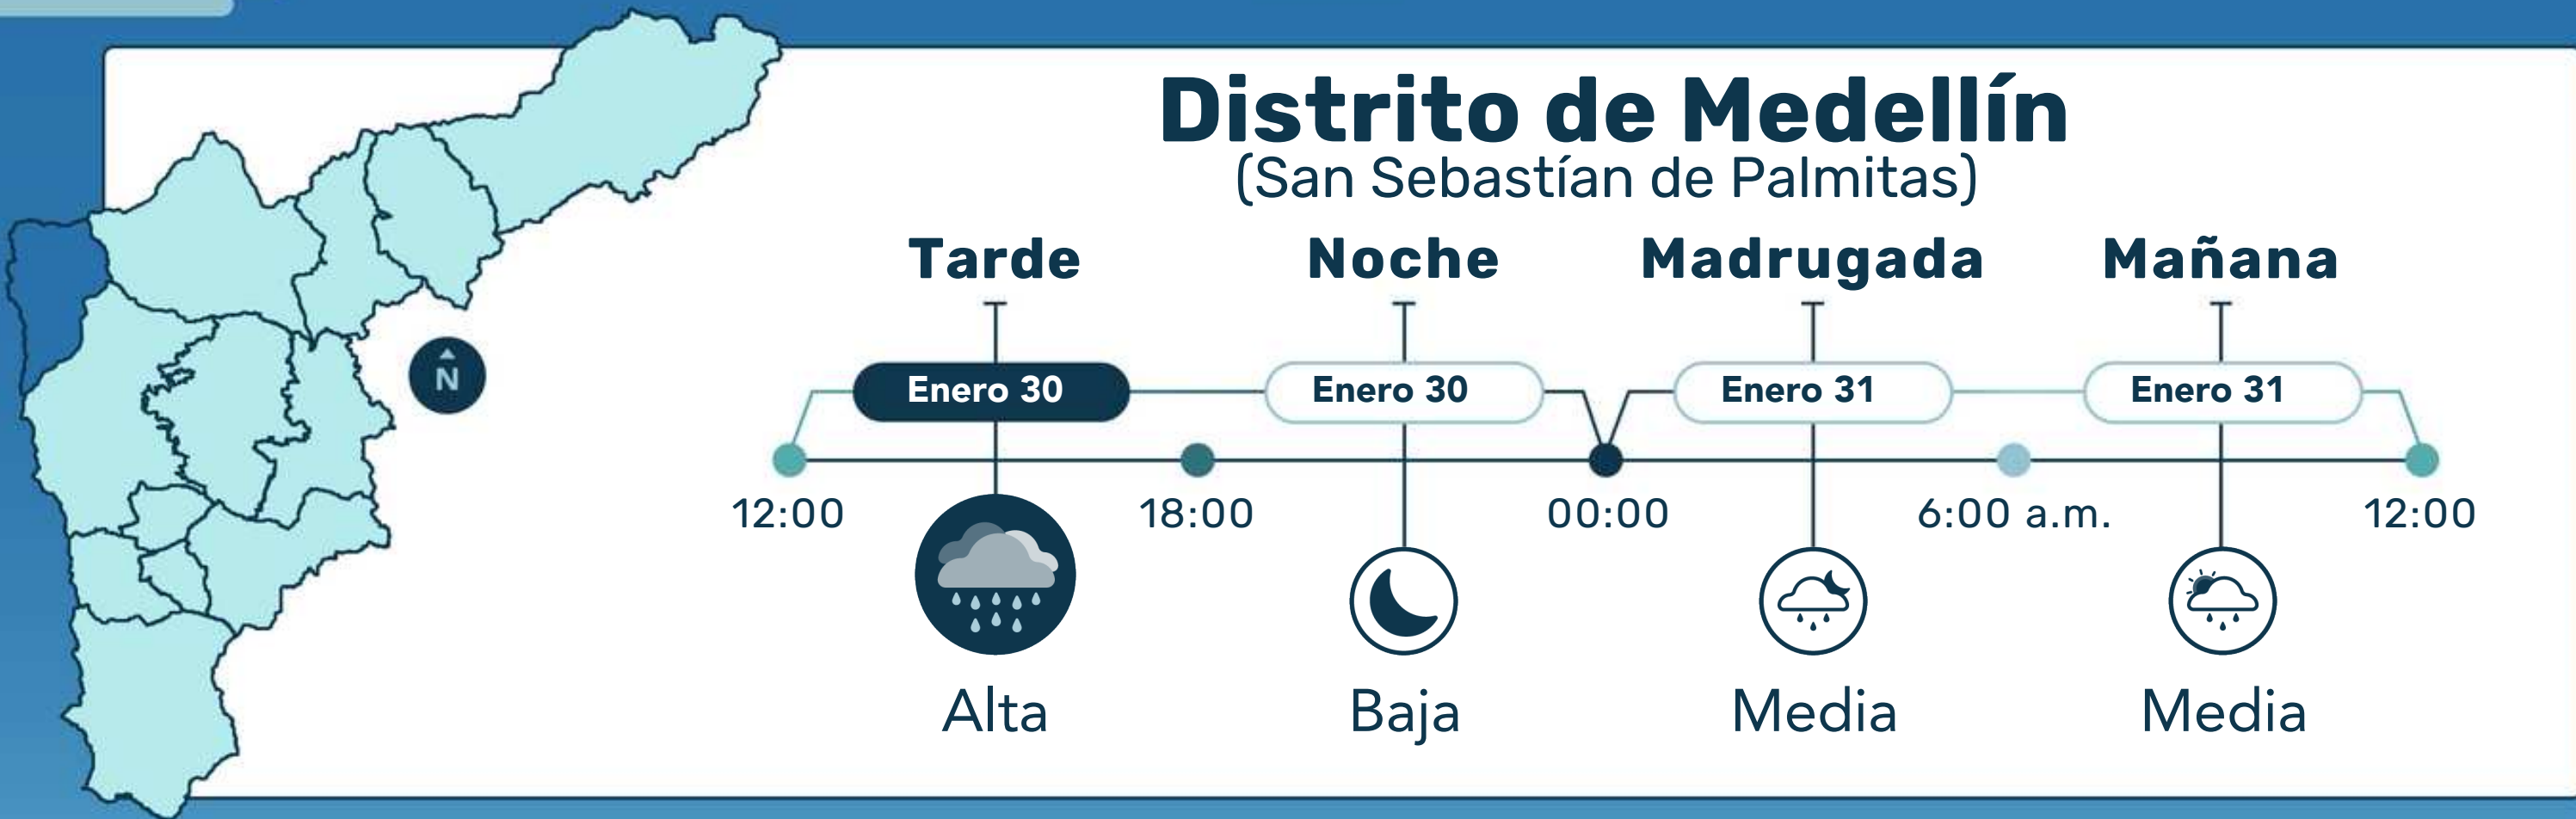 Distrito de Medellín
(San Sebastían de Palmitas)
Tarde Noche Madrugada Mañana
Enero 30 Enero 30 Enero 31 Enero 31
N
12:00 18:00 00:00 6:00 a.m. 12:00
Alta Baja Media Media